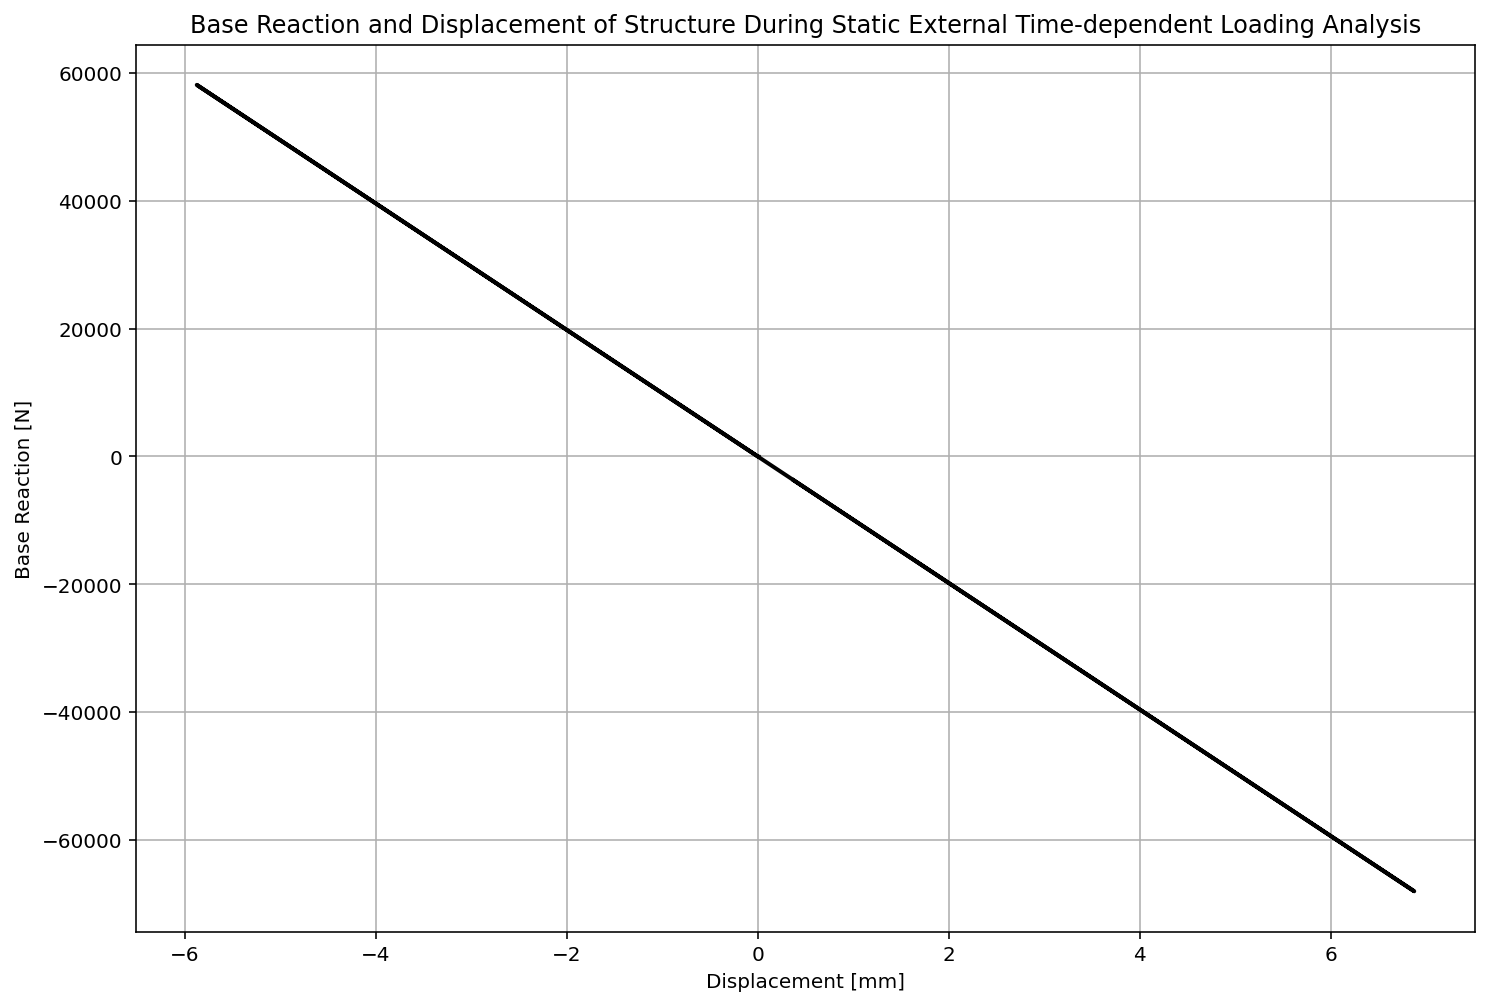 Base Reaction and Displacement of Structure During Static External Time-dependent Loading Analysis
60000
40000
20000
0
−20000
−40000
−60000
Base Reaction [N]
−6 −4 −2 0 2 4 6
Displacement [mm]